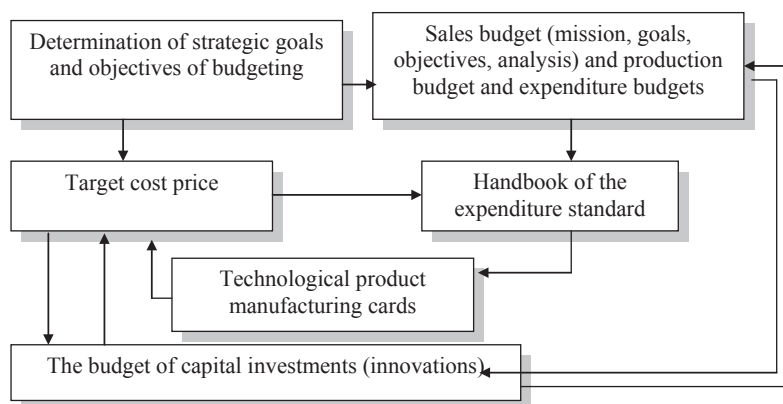 Determination of strategic goals
and objectives of budgeting
Sales budget (mission, goals,
objectives, analysis) and production
budget and expenditure budgets
Target cost price
Handbook of the
expenditure standard
Technological product
manufacturing cards
The budget of capital investments (innovations)